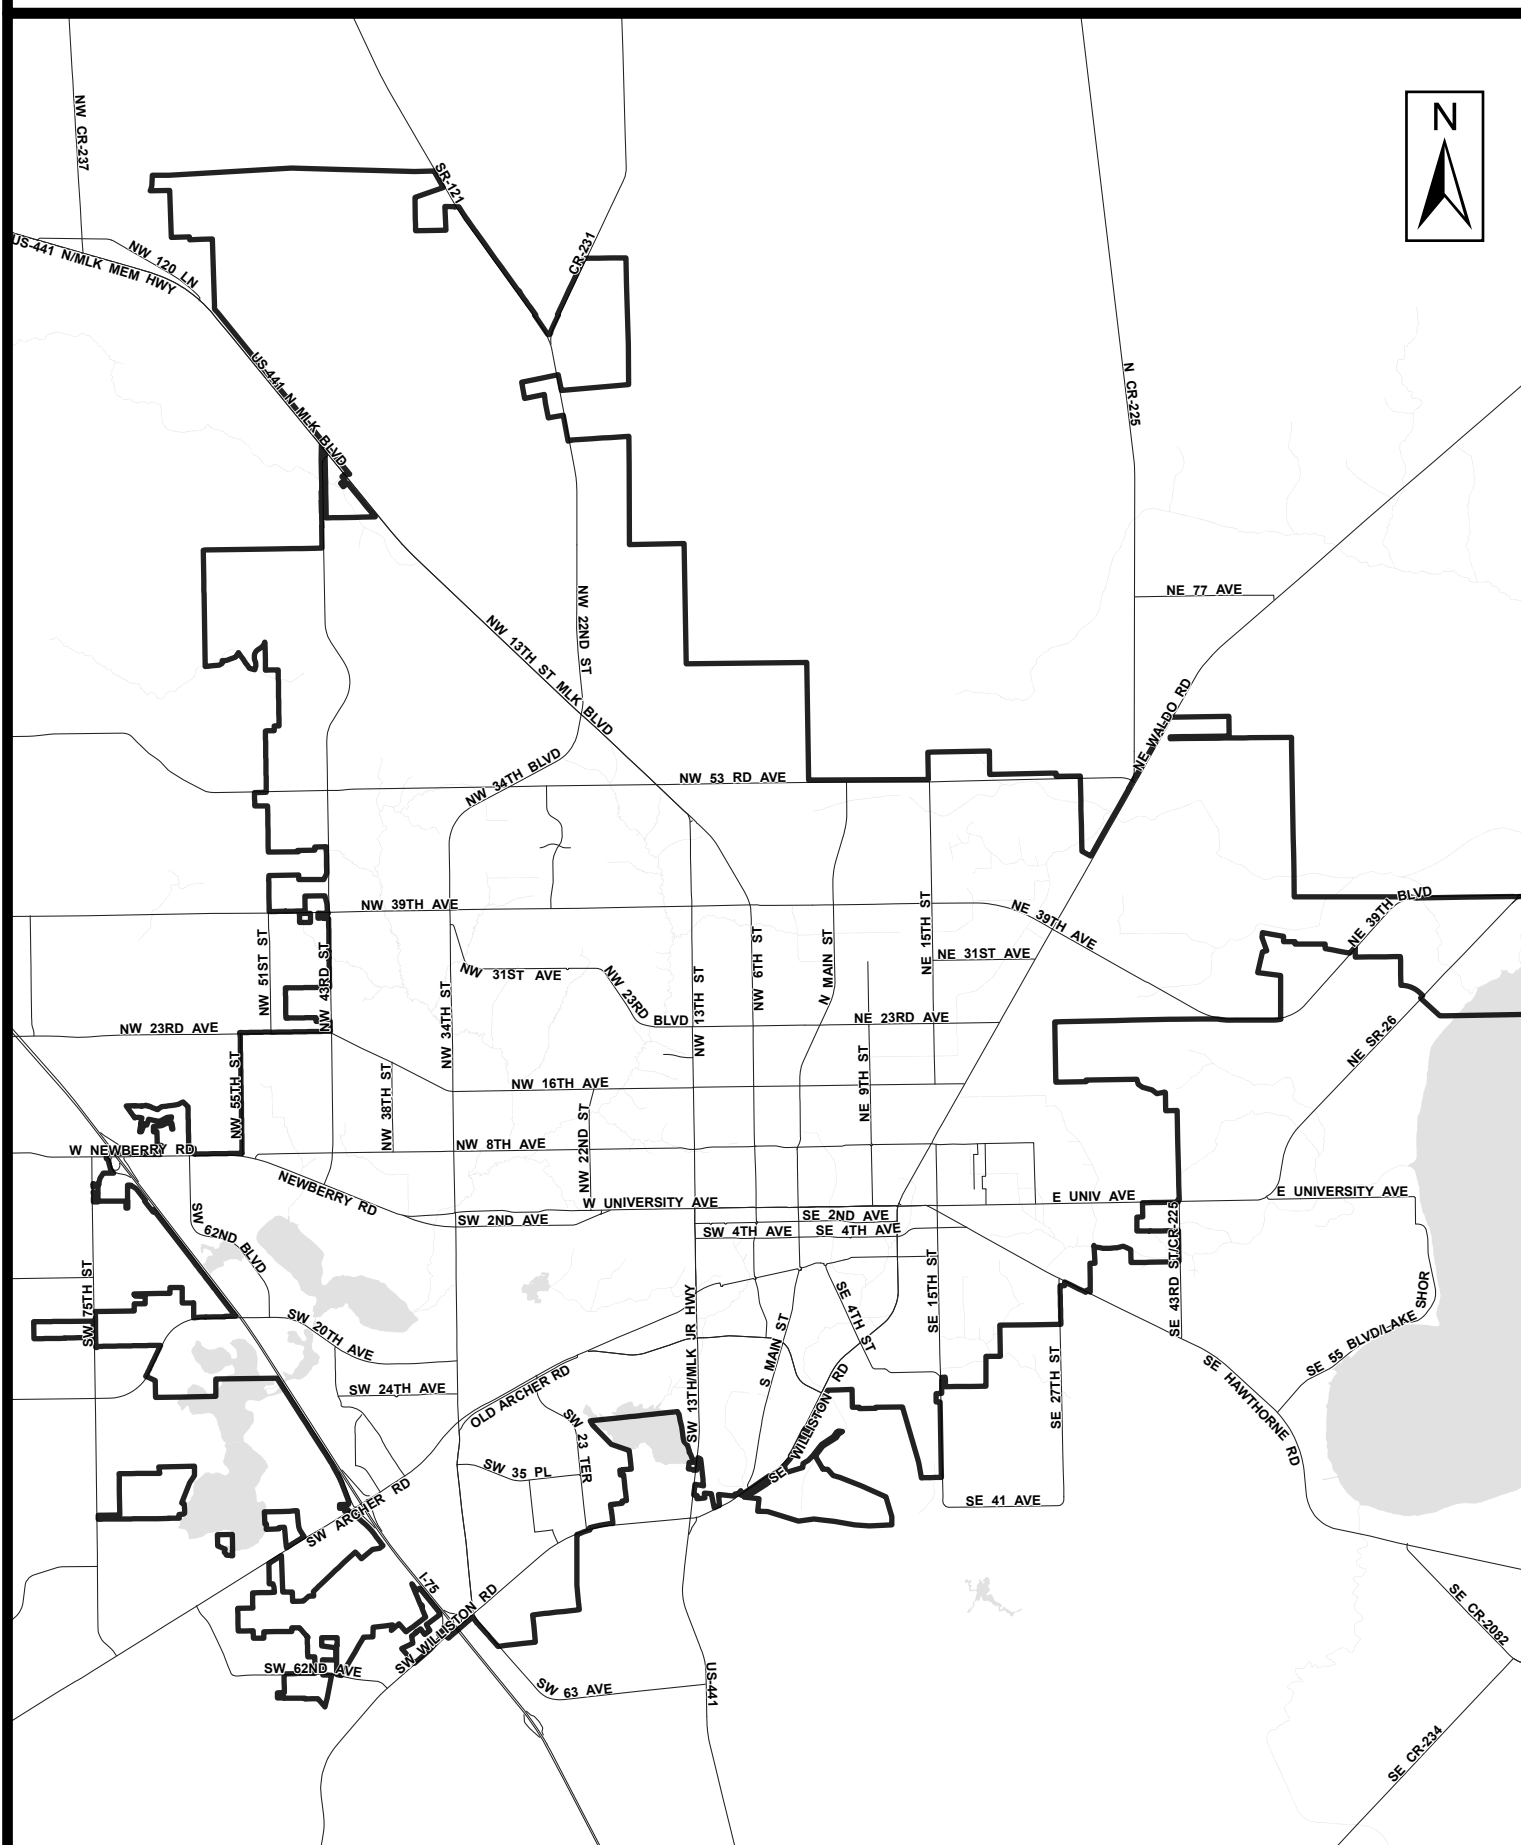 N
NW CR-237
SR-121
CR-231
US-441 N/MLK MEM HWY
NW 120 LN
US-441 N MLK BLVD
N CR-225
NE 77 AVE
NW 22ND ST
NW 13TH ST MLK BLVD
NE WALDO RD
NW 34TH BLVD
NW 53 RD AVE
NW 39TH AVE
NE 39TH BLVD
NE 39TH AVE
NE 15TH ST
NE 31ST AVE
NW 51ST ST
NW 43RD ST
NW 31ST AVE
NW 23RD
BLVD
NW 34TH ST
NW 13TH ST
NW 6TH ST
N MAIN ST
NW 23RD AVE
NE 23RD AVE
NE SR-26
NW 55TH ST
NW 38TH ST
NW 16TH AVE
NE 9TH ST
NW 22ND ST
NW 8TH AVE
W NEWBERRY RD
NEWBERRY RD
W UNIVERSITY AVE
E UNIV AVE
E UNIVERSITY AVE
SW 2ND AVE
SE 2ND AVE
SW 4TH AVE
SE 4TH AVE
SW
62ND BLVD
SW 75TH ST
SE 43RD ST/CR-225
SE 15TH ST
SW 13TH/MLK JR HWY
SE 4TH ST
S MAIN ST
SW 20TH AVE
SE 55 BLVD/LAKE SHOR
SW 24TH AVE
OLD ARCHER RD
SW 23 TER
SE 27TH ST
SE HAWTHORNE RD
SE WILLISTON RD
SW 35 PL
SW ARCHER RD
SE 41 AVE
I-75
SW WILLISTON RD
SE CR-2082
SW 62ND AVE
SW 63 AVE
US-441
SE CR-234